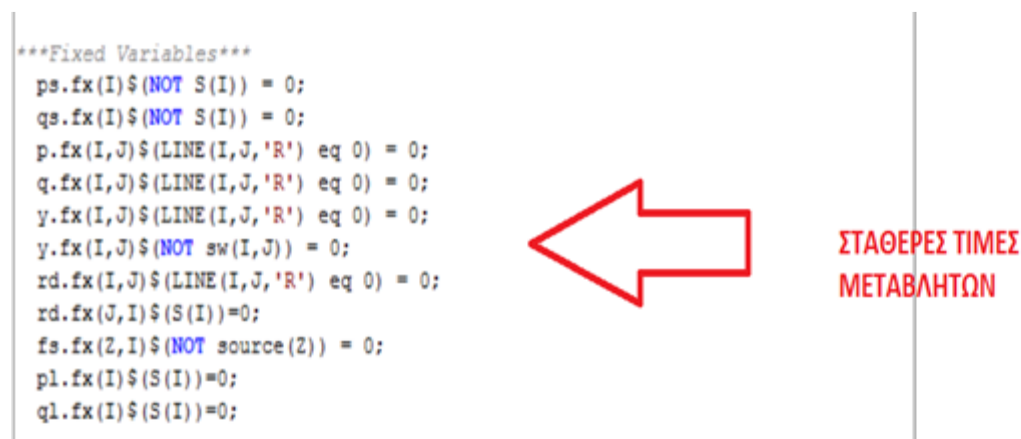 ***Fixed Variables***
ps.fx(I)$(NOT S(I)) = 0;
qs.fx(I)$(NOT S(I)) = 0;
p.fx(I,J)$(LINE(I,J,'R') eq 0) = 0;
q.fx(I,J)$(LINE(I,J,'R') eq 0) = 0;
y.fx(I,J)$(LINE(I,J,'R') eq 0) = 0;
y.fx(I,J)$(NOT sw(I,J)) = 0;
rd.fx(I,J)$(LINE(I,J,'R') eq 0) = 0;
rd.fx(J,I)$(S(I))=0;
fs.fx(Z,I)$(NOT source(Z)) = 0;
pl.fx(I)$(S(I))=0;
ql.fx(I)$(S(I))=0;
ΣΤΑΘΕΡΕΣ ΤΙΜΕΣ
ΜΕΤΑΒΛΗΤΩΝ